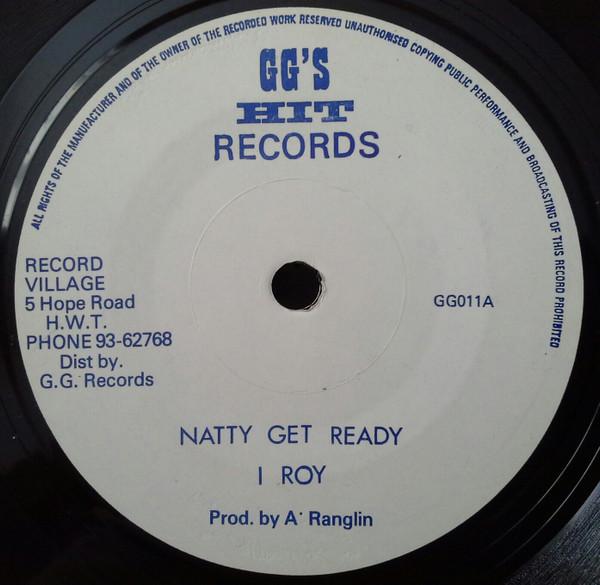 ALL RIGHTS OF THE MANUFACTURER AND OF THE OWNER OF THE RECORDED WORK RESERVED UNAUTHORISED COPYING PUBLIC PERFORMANCE AND BROADCASTING OF THIS RECORD PROHIBITED
GG'S
HIT
RECORDS
RECORD
VILLAGE
5 Hope Road
H.W.T.
PHONE 93-62768
Dist by.
G.G. Records
GG011A
NATTY GET READY
I ROY
Prod. by A' Ranglin